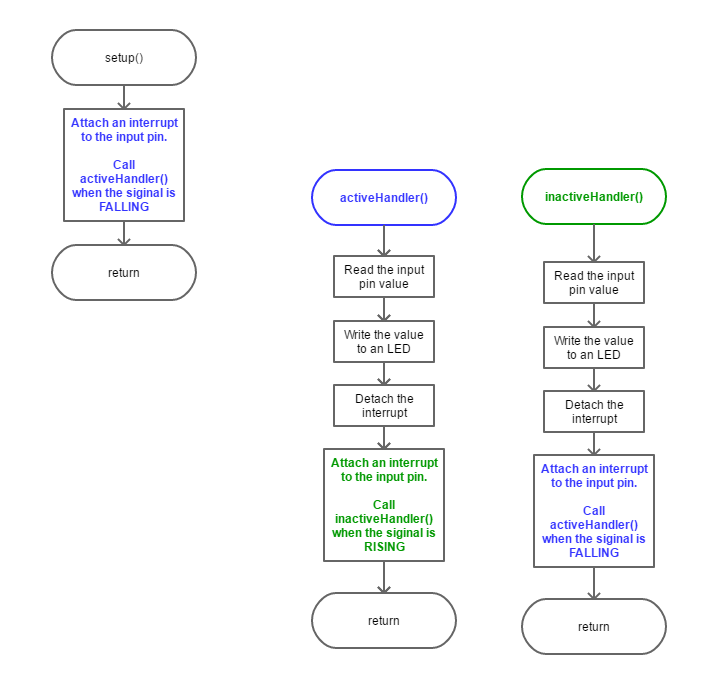 setup()
Attach an interrupt
to the input pin.
Call
activeHandler()
when the siginal is
FALLING
return
activeHandler()
Read the input
pin value
Write the value
to an LED
Detach the
interrupt
Attach an interrupt
to the input pin.
Call
inactiveHandler()
when the siginal is
RISING
return
inactiveHandler()
Read the input
pin value
Write the value
to an LED
Detach the
interrupt
Attach an interrupt
to the input pin.
Call
activeHandler()
when the siginal is
FALLING
return